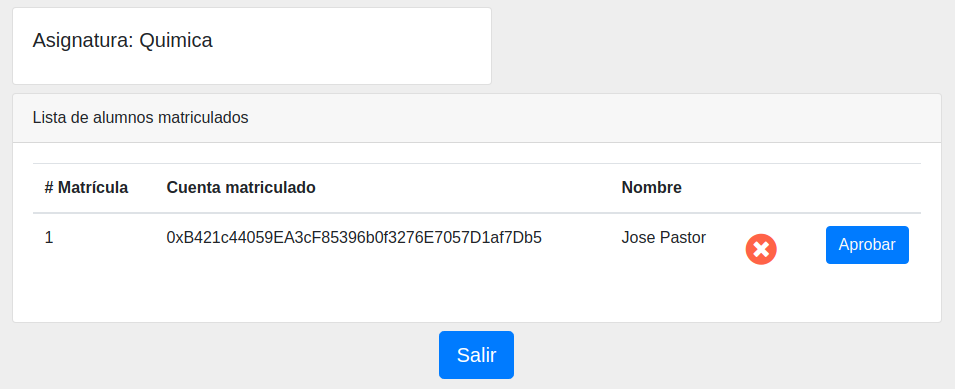 Asignatura: Quimica
Lista de alumnos matriculados
# Matrícula Cuenta matriculado Nombre
1 0xB421c44059EA3cF85396b0f3276E7057D1af7Db5 Jose Pastor Aprobar
Salir